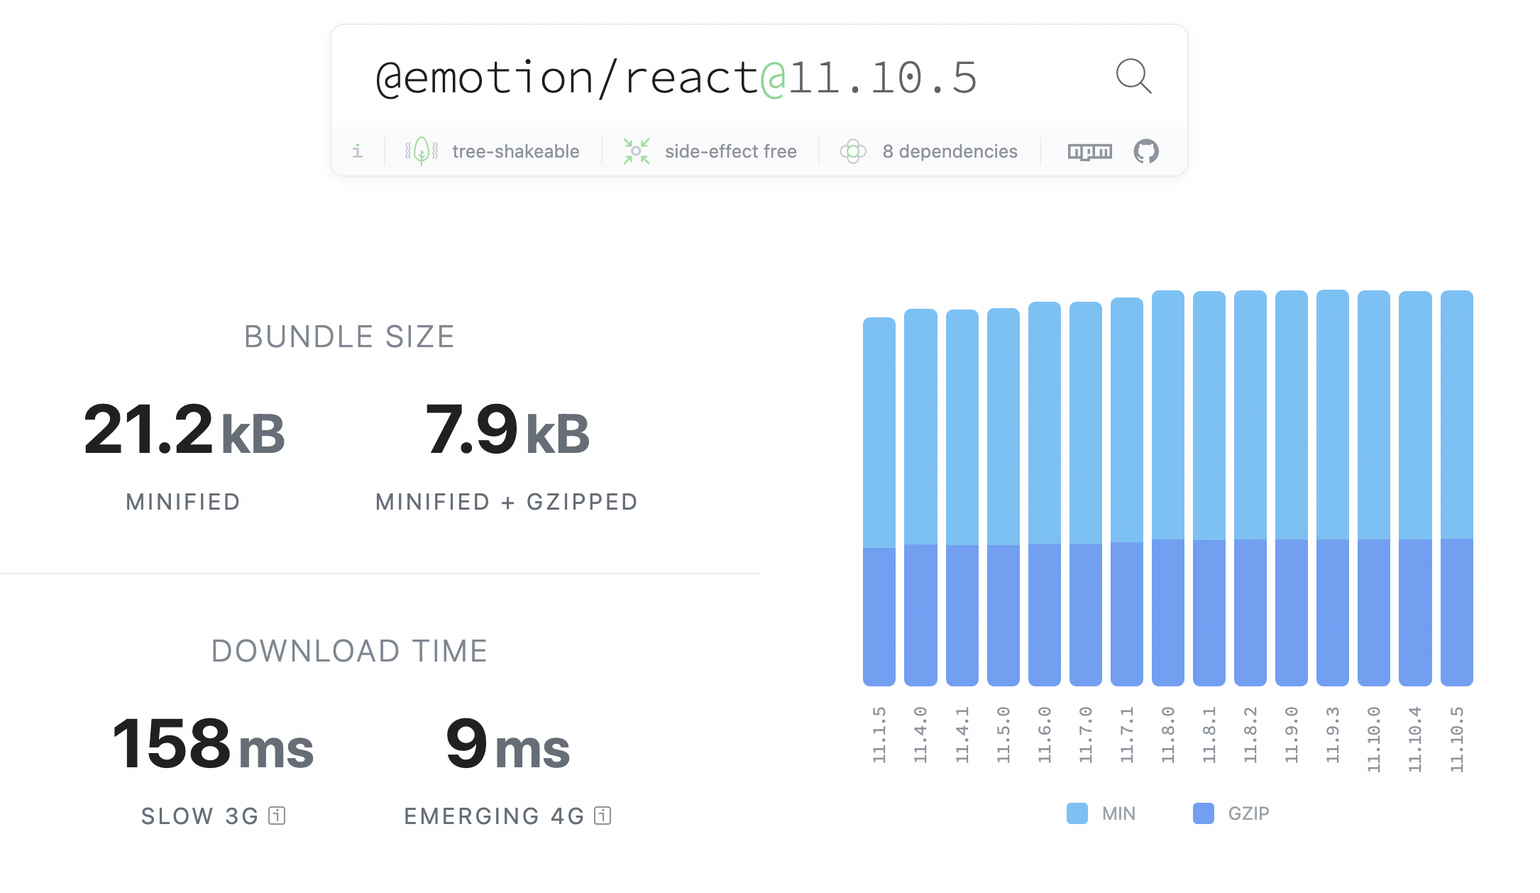 @emotion/react@11.10.5
i tree-shakeable side-effect free 8 dependencies npm
BUNDLE SIZE
21.2 kB 7.9 kB
MINIFIED MINIFIED + GZIPPED
DOWNLOAD TIME
158 ms 9 ms
SLOW 3G i EMERGING 4G i
11.1.5 11.4.0 11.4.1 11.5.0 11.6.0 11.7.0 11.7.1 11.8.0 11.8.1 11.8.2 11.9.0 11.9.3 11.10.0 11.10.4 11.10.5
MIN GZIP